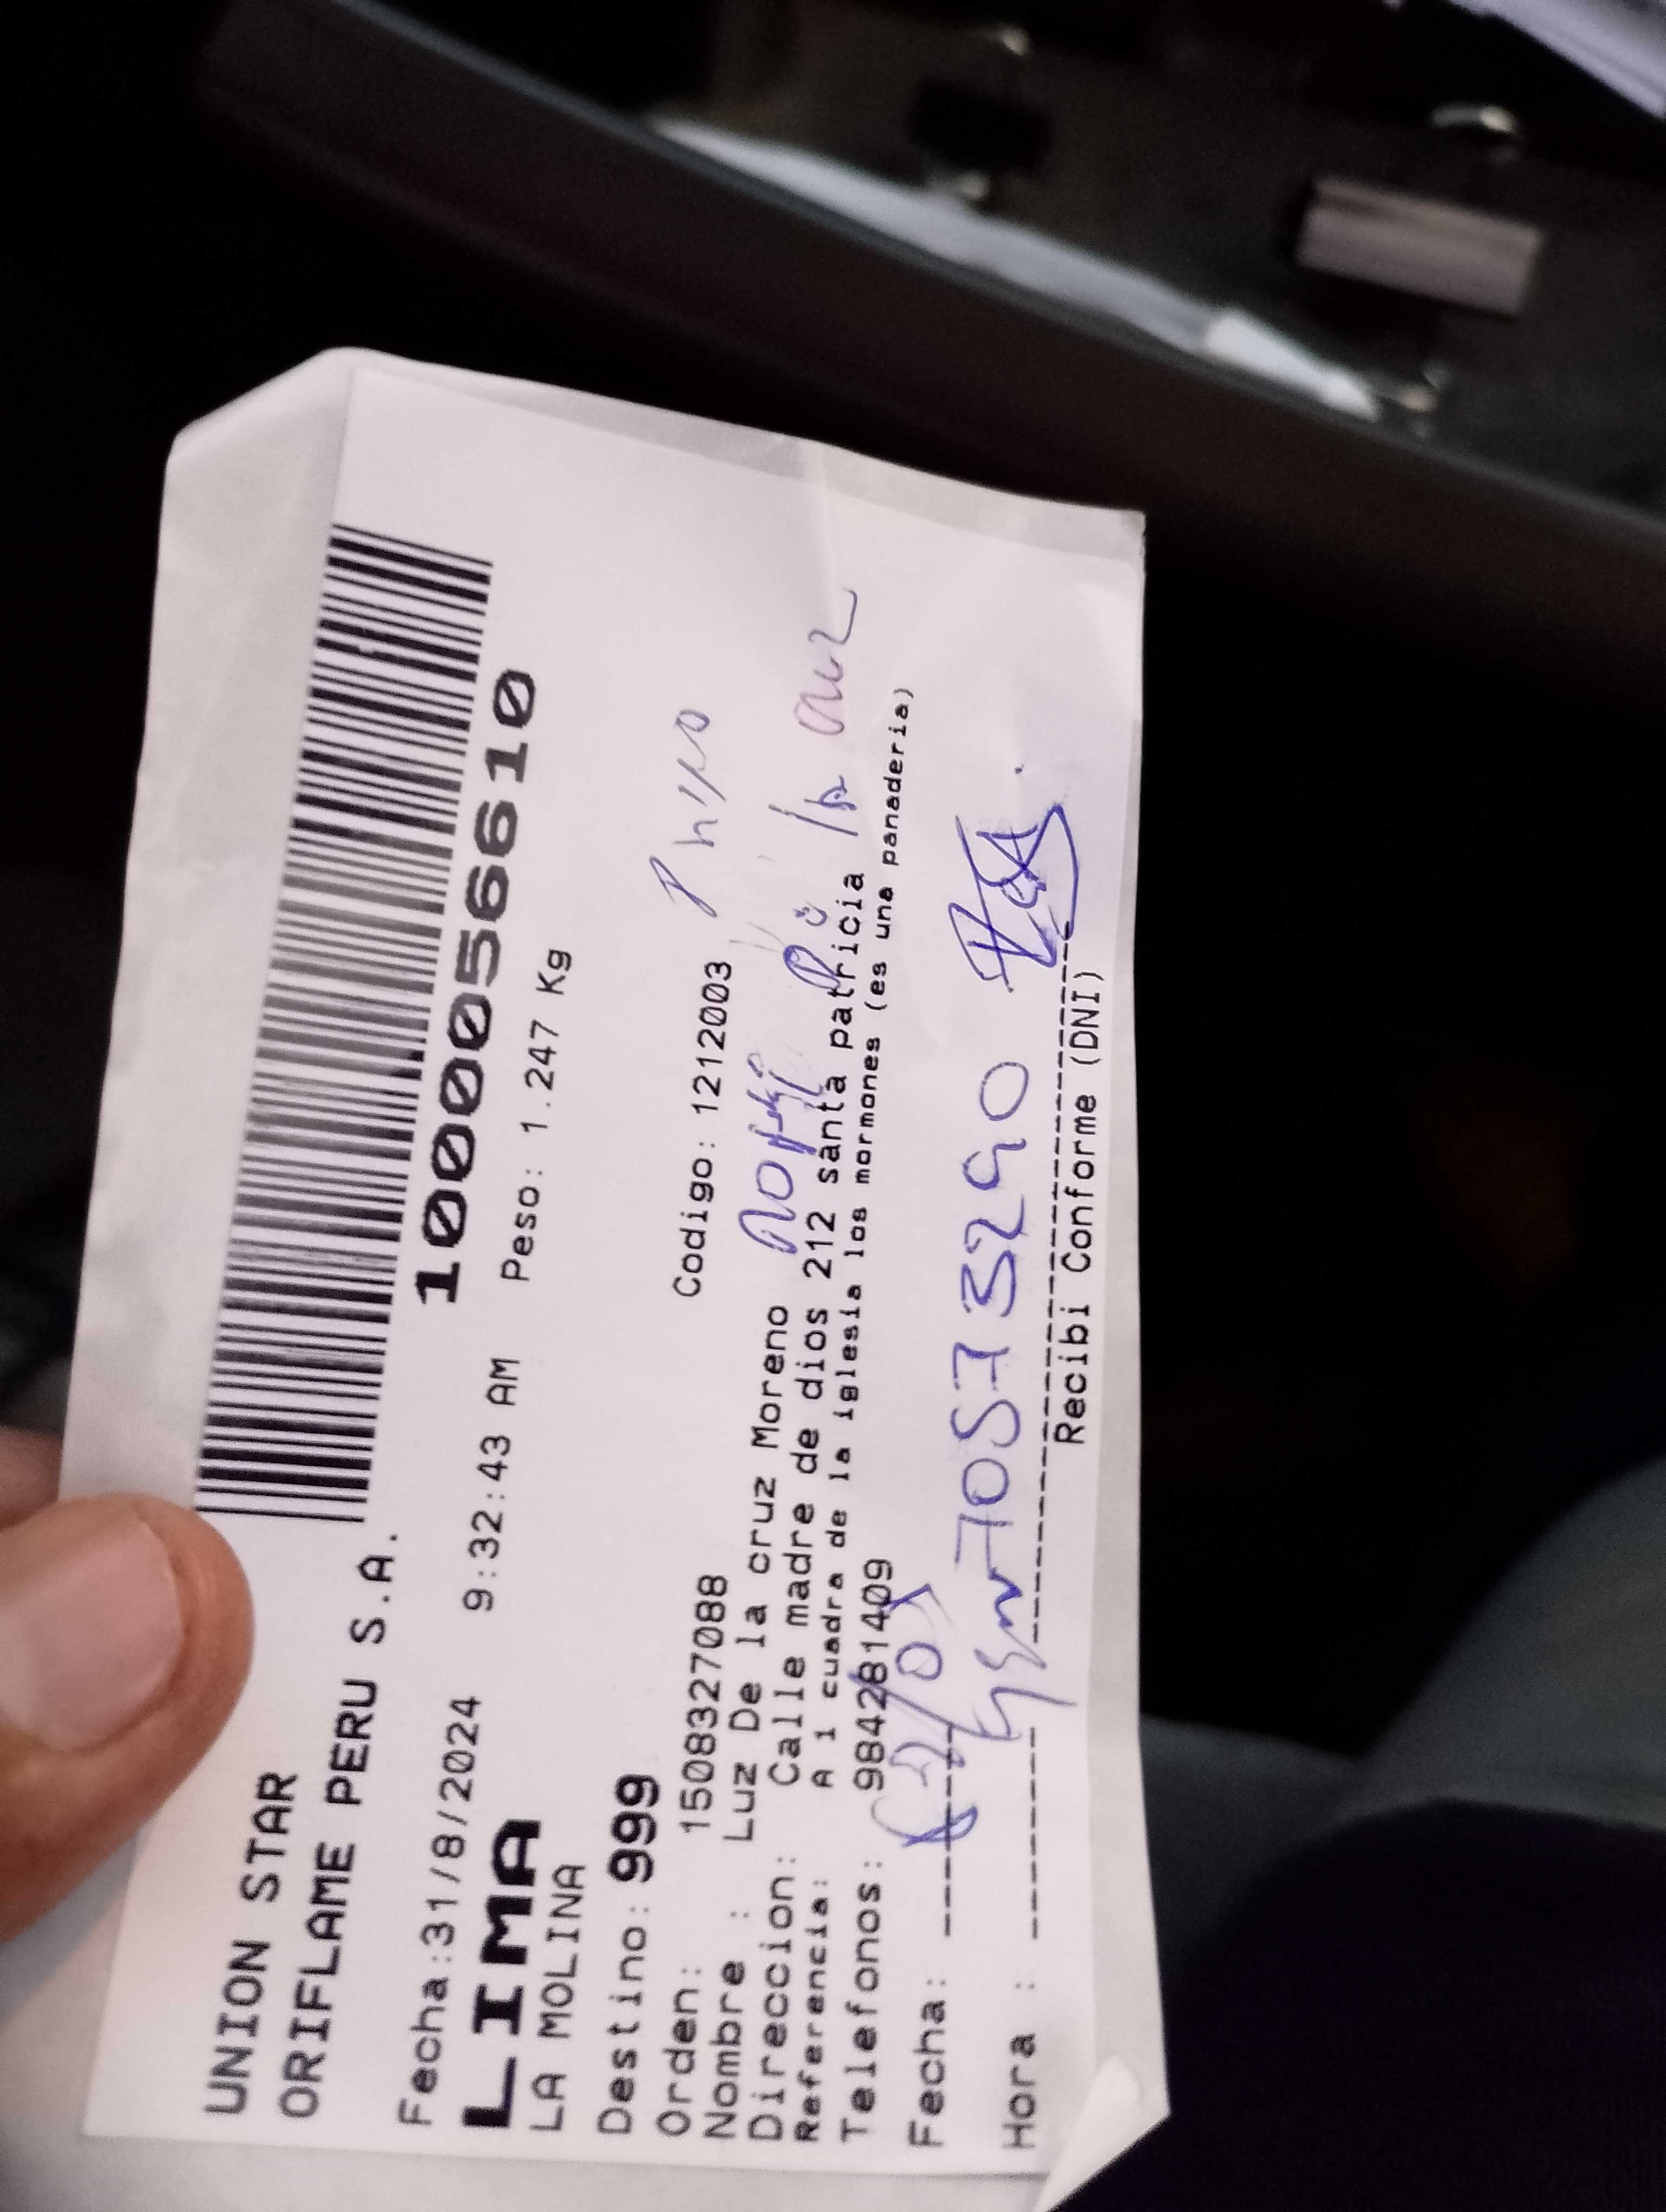 UNION STAR
ORIFLAME PERU S.A.
1000056610
Fecha:31/8/2024 9:32:43 AM Peso: 1.247 Kg
LIMA
LA MOLINA
Destino: 999
Orden: 1508327088 Codigo: 1212003
Nombre : Luz De la cruz Moreno
Direccion: Calle madre de dios 212 santa patricia
Referencia: A 1 cuadra de la iglesia los mormones (es una panaderia)
Telefonos: 984281409
Fecha:
70573290
Hora :
Recibi Conforme (DNI)